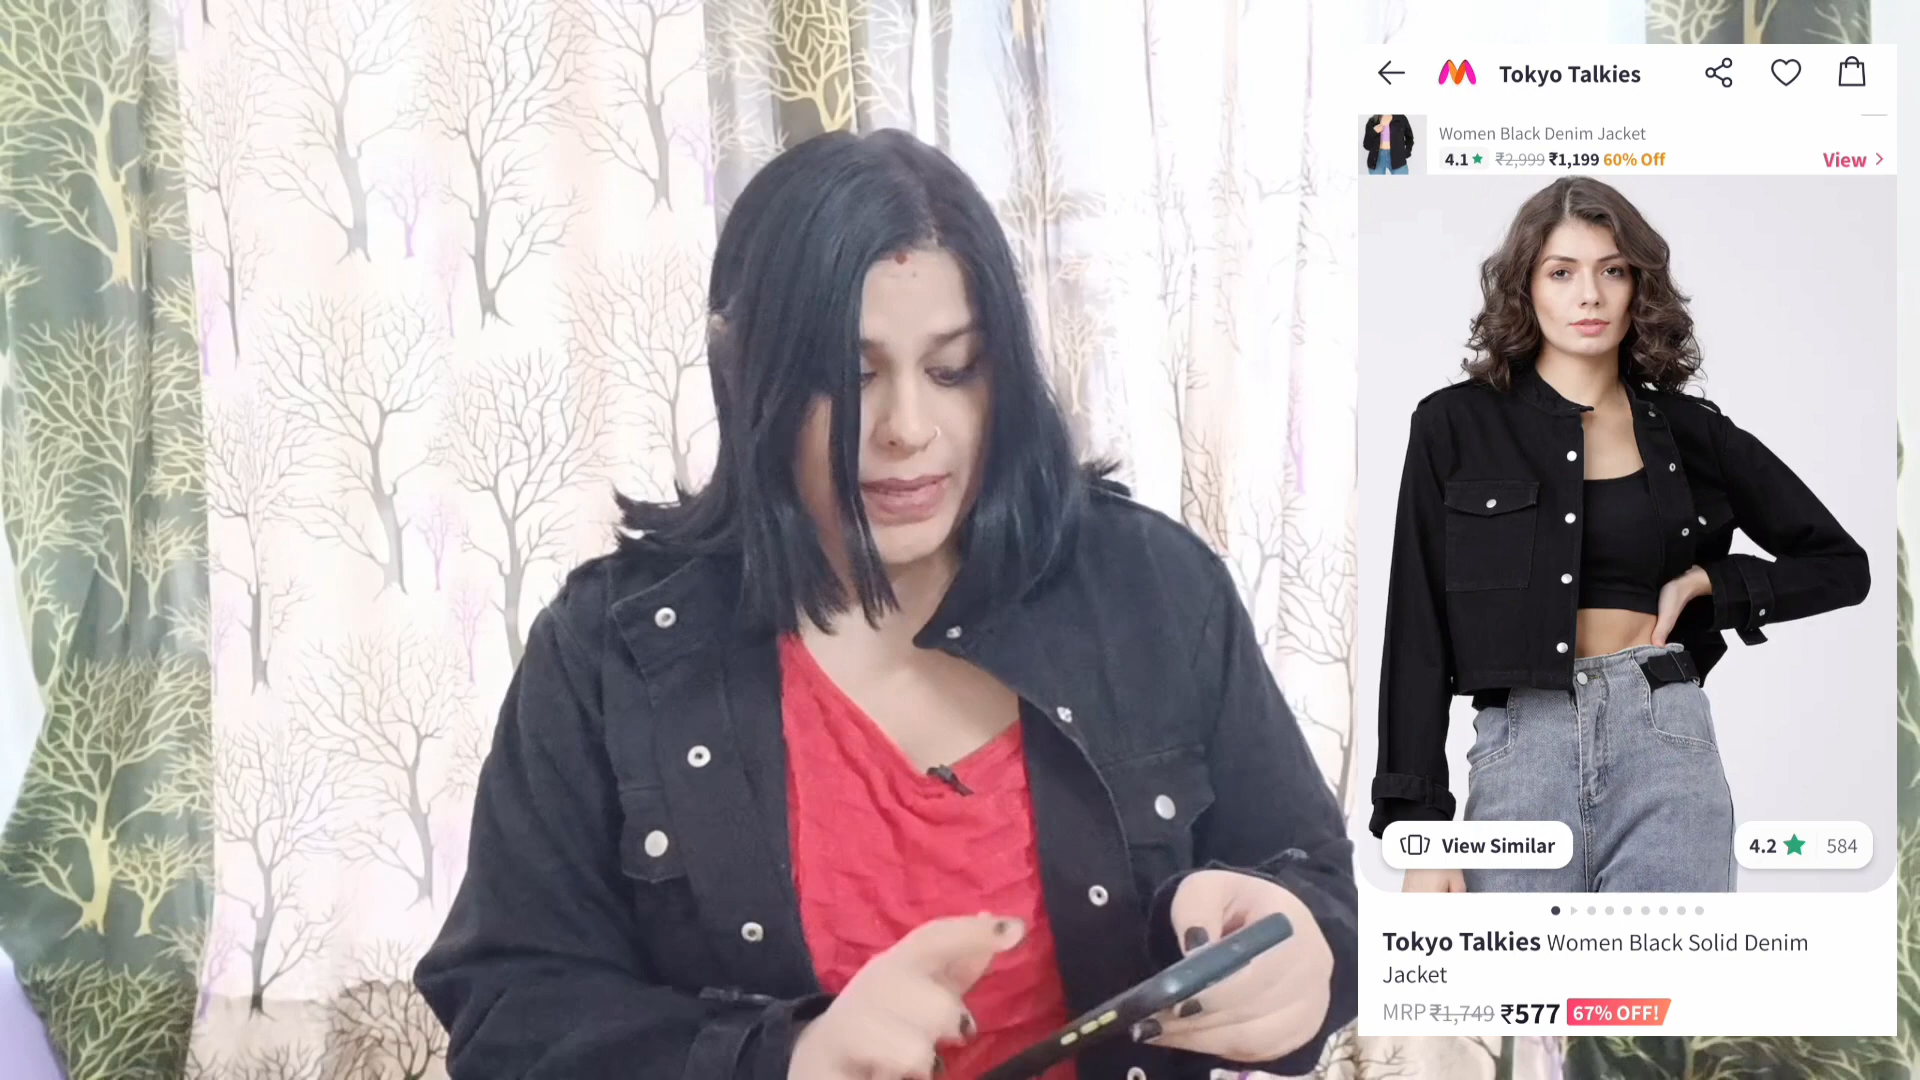 Tokyo Talkies
Women Black Denim Jacket
4.1 ₹2,999 ₹1,199 60% Off
View
View Similar
4.2 584
Tokyo Talkies Women Black Solid Denim
Jacket
MRP ₹1,749 ₹577 67% OFF!